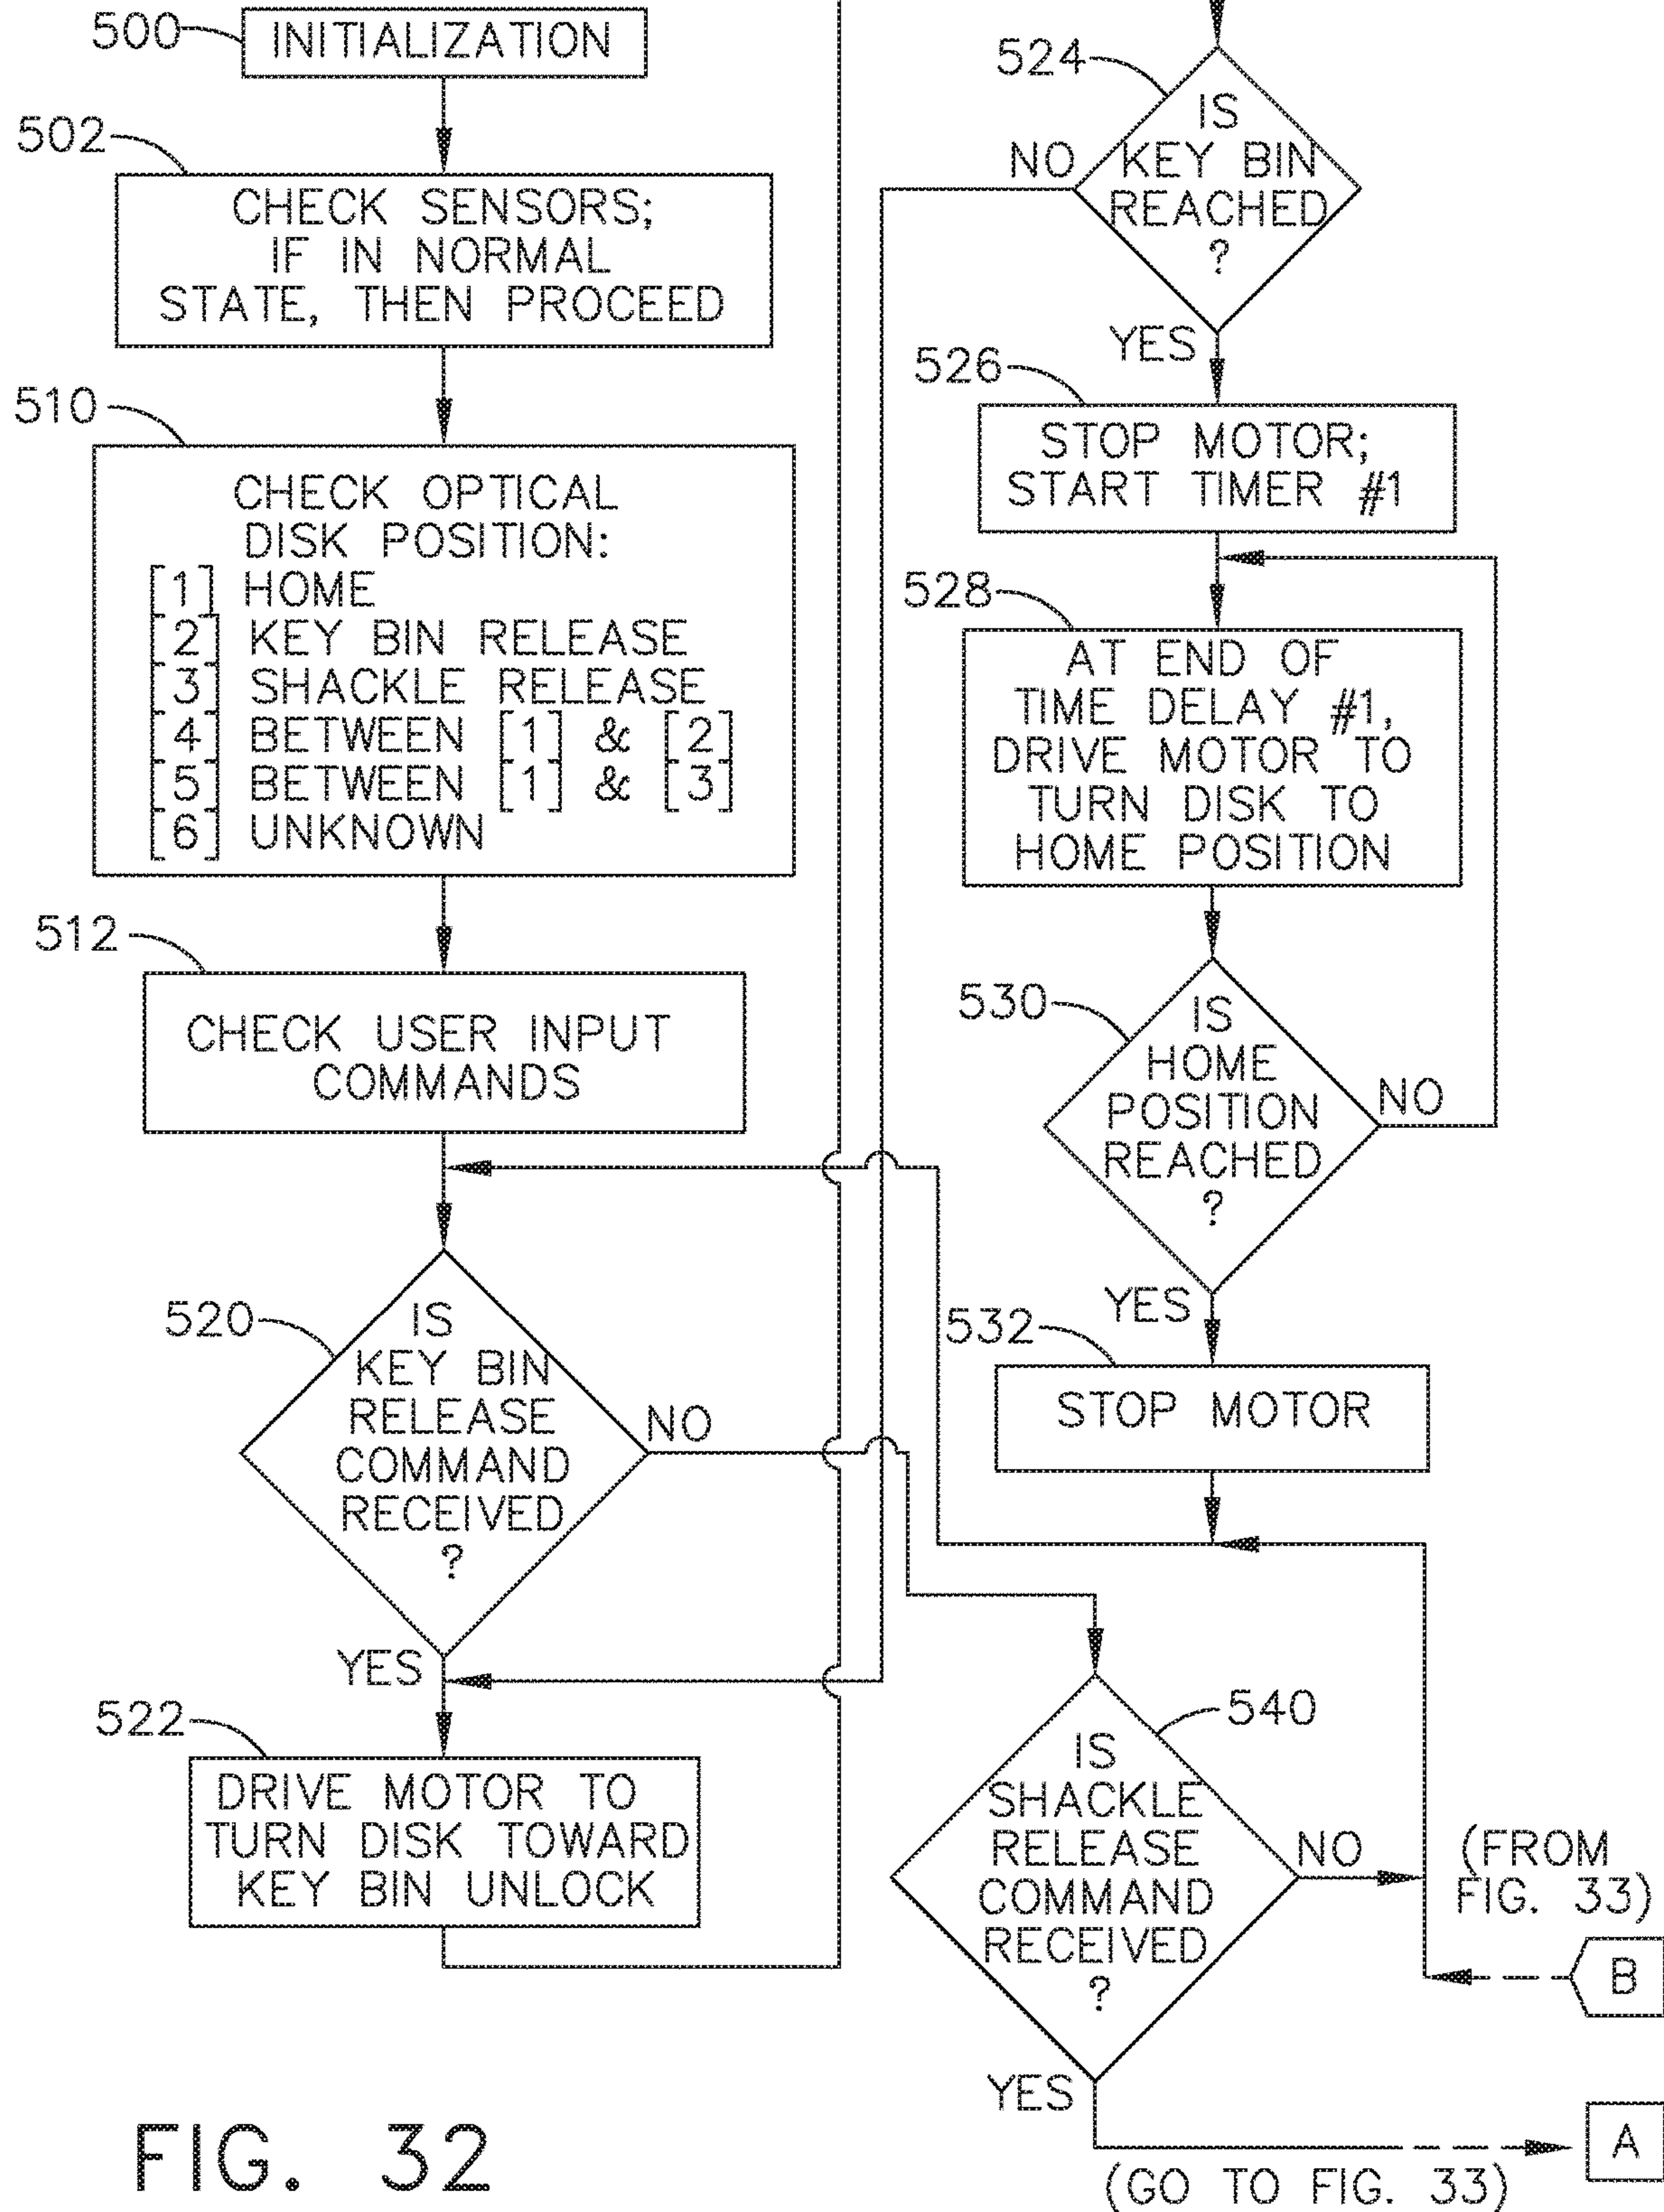 500
INITIALIZATION
502
CHECK SENSORS;
IF IN NORMAL
STATE, THEN PROCEED
510
CHECK OPTICAL
DISK POSITION:
[1] HOME
[2] KEY BIN RELEASE
[3] SHACKLE RELEASE
[4] BETWEEN [1] & [2]
[5] BETWEEN [1] & [3]
[6] UNKNOWN
512
CHECK USER INPUT
COMMANDS
520
IS
KEY BIN
RELEASE
COMMAND
RECEIVED
?
NO
YES
522
DRIVE MOTOR TO
TURN DISK TOWARD
KEY BIN UNLOCK
524
IS
KEY BIN
REACHED
?
NO
YES
526
STOP MOTOR;
START TIMER #1
528
AT END OF
TIME DELAY #1,
DRIVE MOTOR TO
TURN DISK TO
HOME POSITION
530
IS
HOME
POSITION
REACHED
?
NO
YES
532
STOP MOTOR
540
IS
SHACKLE
RELEASE
COMMAND
RECEIVED
?
NO
(FROM
FIG. 33)
B
YES
A
(GO TO FIG. 33)
FIG. 32